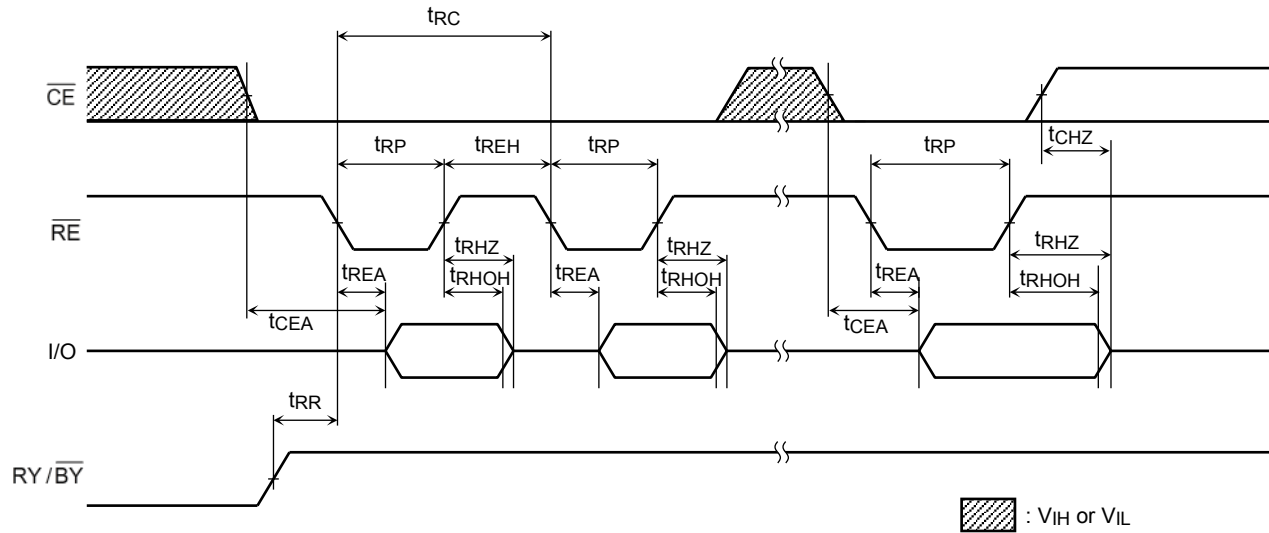 tRC
CE
tCHZ
tRP tREH tRP tRP
RE
tRHZ tRHZ tRHZ
tREA tRHOH tREA tRHOH tREA tRHOH
tCEA tCEA
I/O
tRR
RY/BY
: VIH or VIL